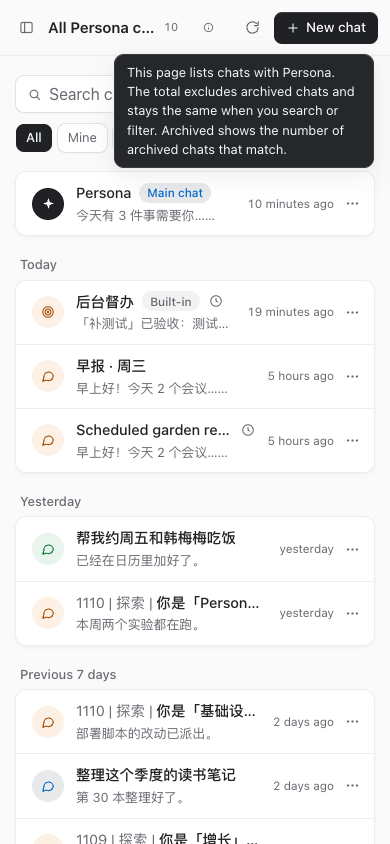 All Persona c... 10
New chat
This page lists chats with Persona.
The total excludes archived chats and
stays the same when you search or
filter. Archived shows the number of
archived chats that match.
Search c
All Mine
Persona Main chat
今天有 3 件事需要你…… 10 minutes ago
Today
后台督办 Built-in
「补测试」已验收：测试... 19 minutes ago
早报 · 周三
早上好！今天 2 个会议…… 5 hours ago
Scheduled garden re...
早上好！今天 2 个会议…… 5 hours ago
Yesterday
帮我约周五和韩梅梅吃饭
已经在日历里加好了。 yesterday
1110 | 探索 | 你是「Person...
本周两个实验都在跑。 yesterday
Previous 7 days
1110 | 探索 | 你是「基础设...
部署脚本的改动已派出。 2 days ago
整理这个季度的读书笔记
第 30 本整理好了。 2 days ago
1109 | 探索 | 你是「增长」...